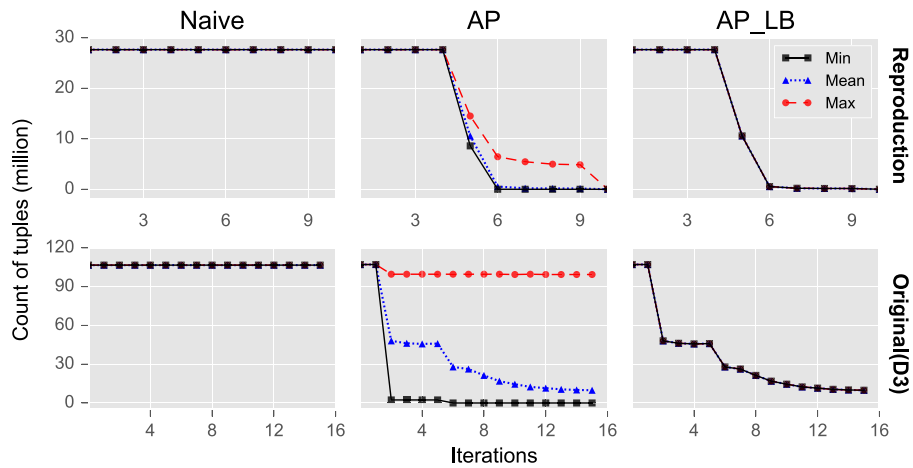 Naive AP AP_LB
30
20
10
0
Min
Mean
Max
Reproduction
3 6 9 3 6 9 3 6 9
Count of tuples (million)
120
90
60
30
0
Original(D3)
4 8 12 16 4 8 12 16 4 8 12 16
Iterations